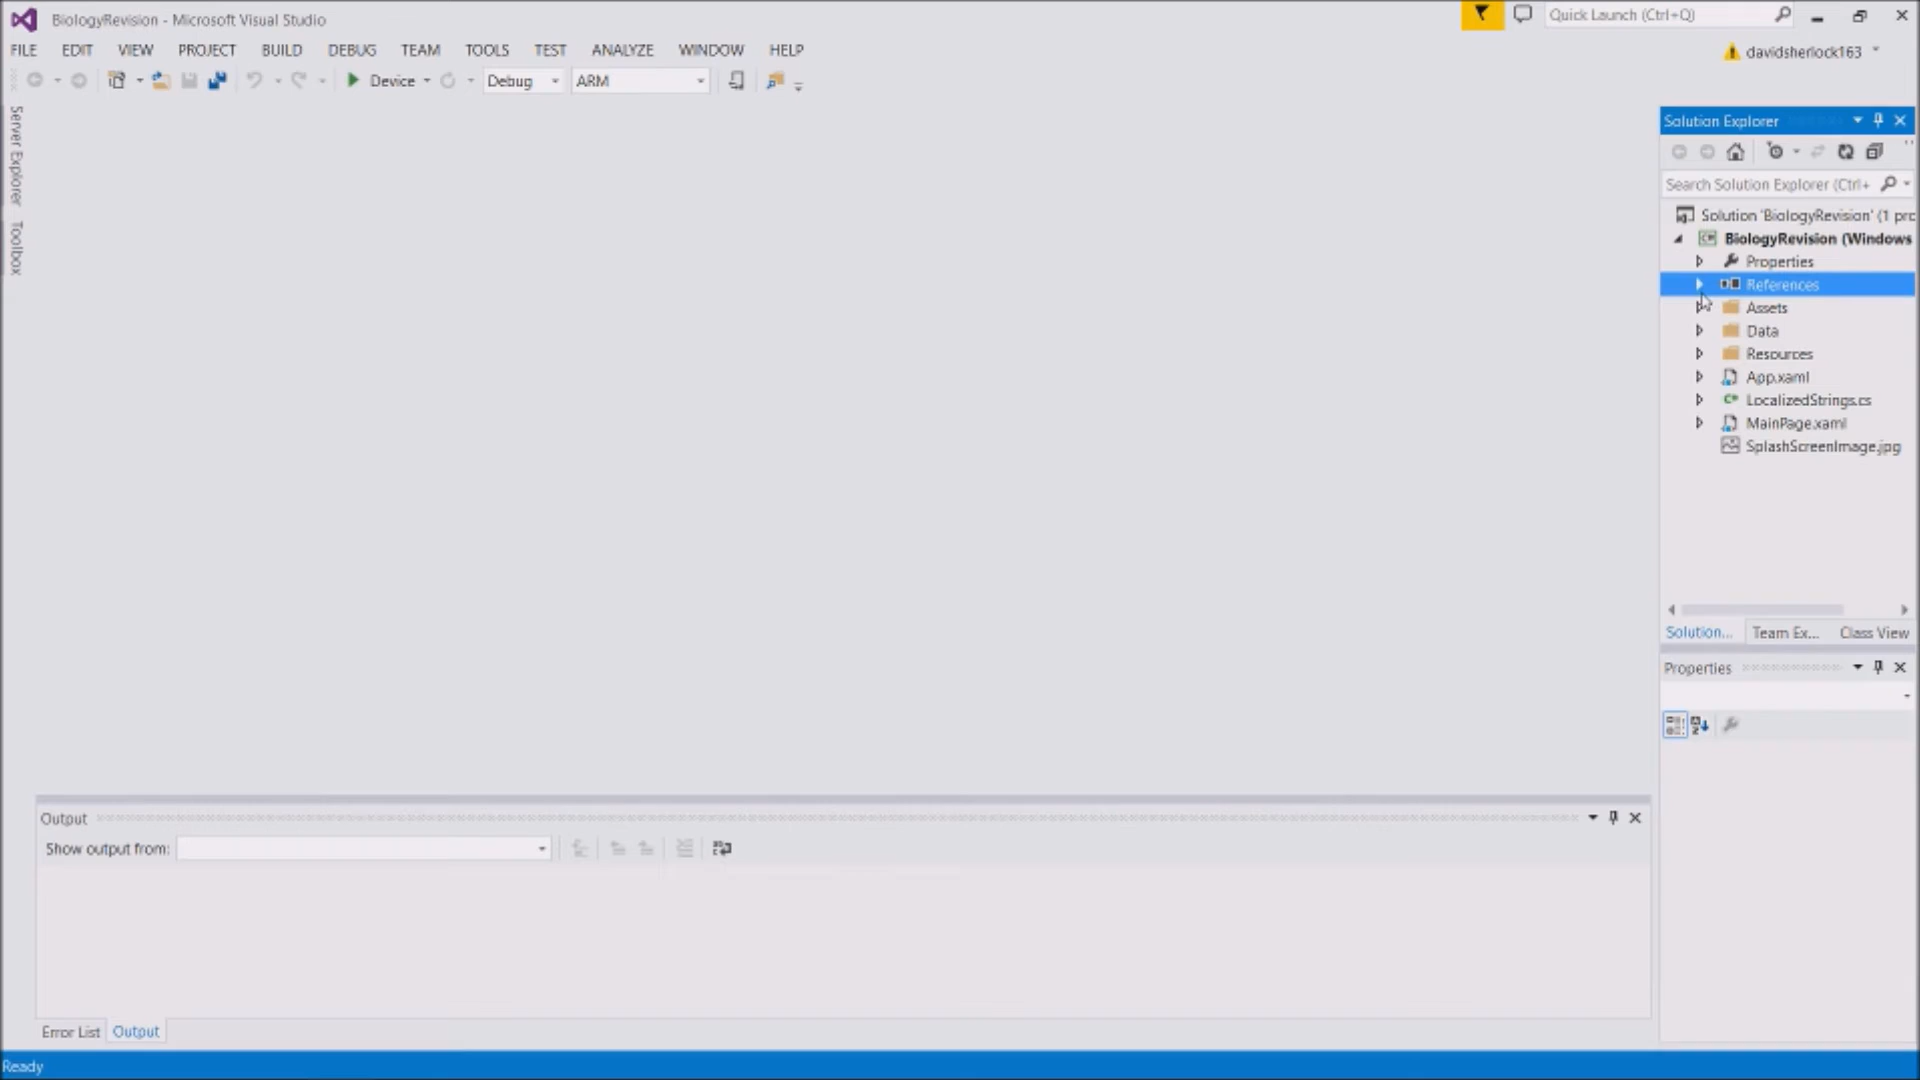 BiologyRevision - Microsoft Visual Studio
Quick Launch (Ctrl+Q)
FILE EDIT VIEW PROJECT BUILD DEBUG TEAM TOOLS TEST ANALYZE WINDOW HELP
davidsherlock163
Device Debug ARM
Server Explorer
Toolbox
Solution Explorer
Search Solution Explorer (Ctrl+
Solution 'BiologyRevision' (1 pro
BiologyRevision (Windows
Properties
References
Assets
Data
Resources
App.xaml
LocalizedStrings.cs
MainPage.xaml
SplashScreenImage.jpg
Solution... Team Ex... Class View
Properties
Output
Show output from:
Error List Output
Ready